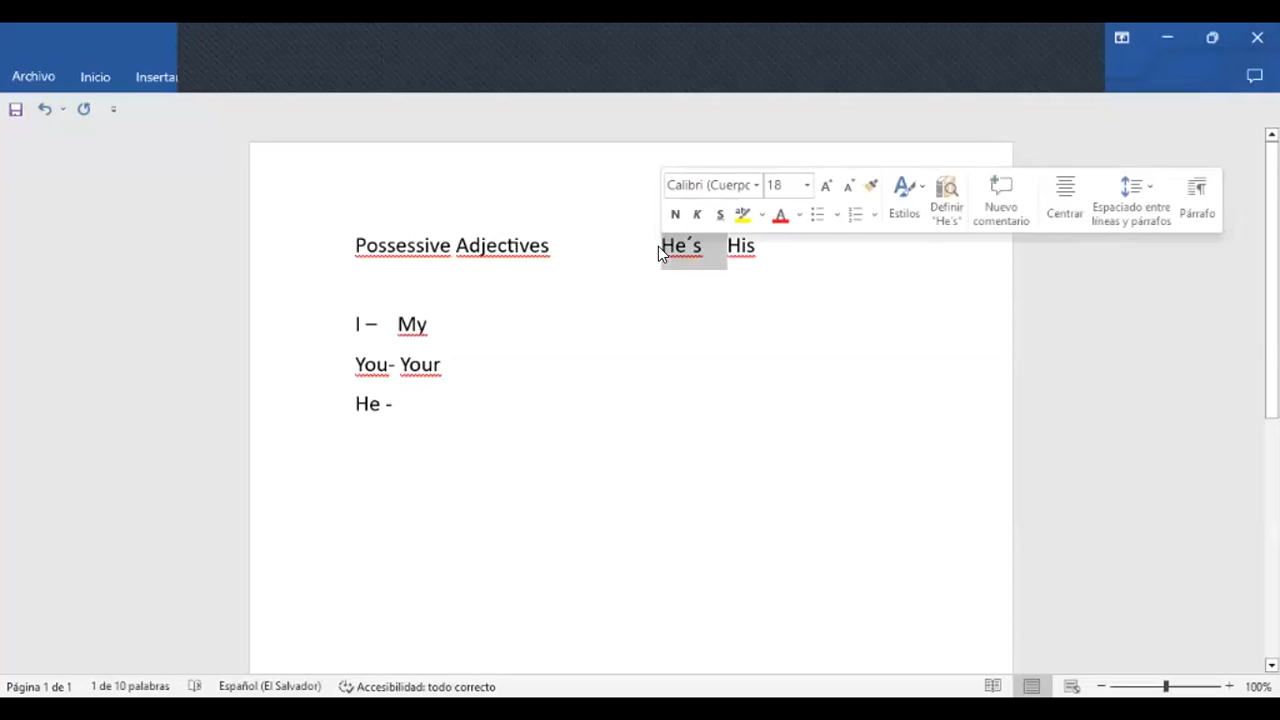 Archivo Inicio Insertar
Calibri (Cuerpo 18
N K S Estilos Definir "He's" Nuevo comentario Centrar Espaciado entre líneas y párrafos Párrafo
Possessive Adjectives He´s His
I – My
You- Your
He -
Página 1 de 1 1 de 10 palabras Español (El Salvador) Accesibilidad: todo correcto 100%